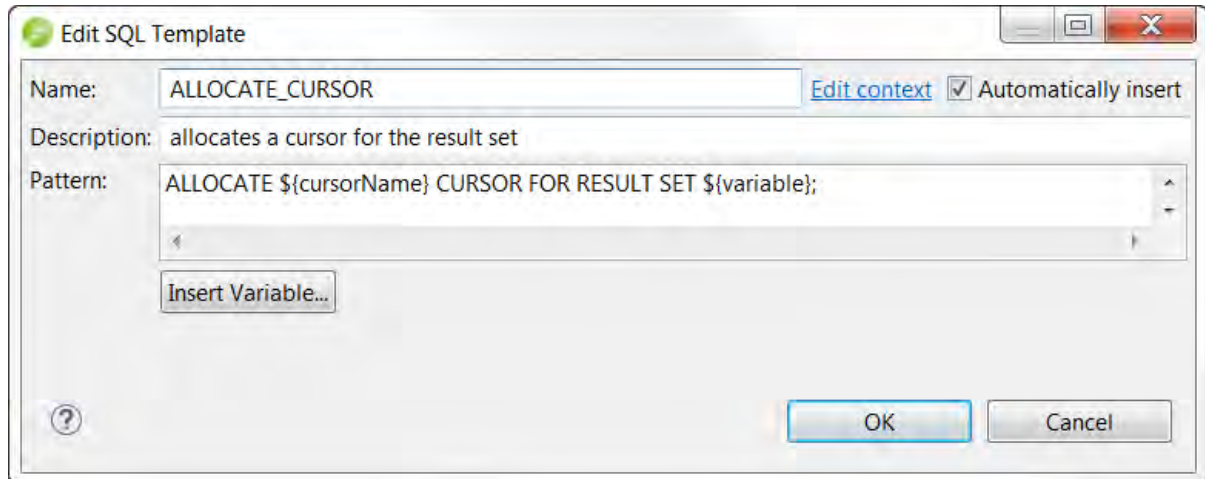 Edit SQL Template
Name: ALLOCATE_CURSOR Edit context Automatically insert
Description: allocates a cursor for the result set
Pattern: ALLOCATE ${cursorName} CURSOR FOR RESULT SET ${variable};
Insert Variable...
OK Cancel